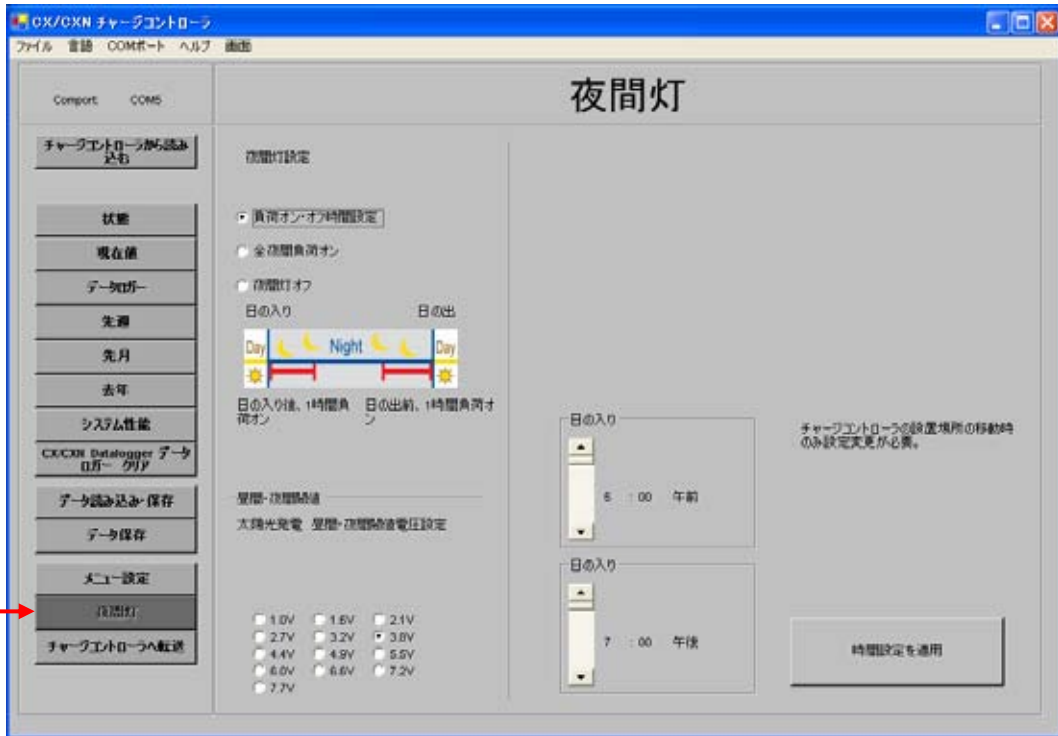 CX/CXN チャージコントローラ
ファイル 言語 COMポート ヘルプ 画面
Comport: COM5
夜間灯
チャージコントローラから読み
込む
状態
現在値
データロガー
先週
先月
去年
システム性能
CX/CXN Datalogger データ
ロガー クリア
データ読み込み・保存
データ保存
メニュー設定
夜間灯
チャージコントローラへ転送
夜間灯設定
負荷オン・オフ時間設定
全夜間負荷オン
夜間灯オフ
日の入り 日の出
Day Night Day
日の入り後、1時間負
荷オン
日の出前、1時間負荷オ
ン
昼間・夜間閾値
太陽光発電 昼間・夜間閾値電圧設定
1.0V 1.6V 2.1V
2.7V 3.2V 3.8V
4.4V 4.9V 5.5V
6.0V 6.6V 7.2V
7.7V
日の入り
6 : 00 午前
日の入り
7 : 00 午後
チャージコントローラの設置場所の移動時
のみ設定変更が必要。
時間設定を適用